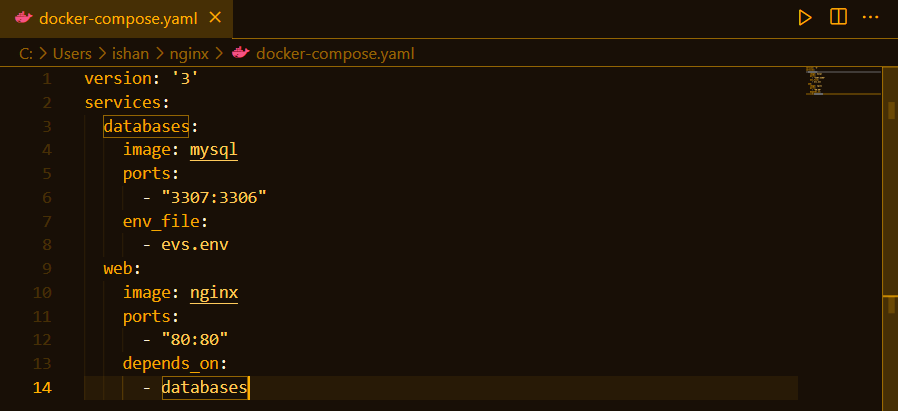 docker-compose.yaml ×
C: > Users > ishan > nginx > docker-compose.yaml
1 version: '3'
2 services:
3   databases:
4     image: mysql
5     ports:
6       - "3307:3306"
7     env_file:
8       - evs.env
9   web:
10     image: nginx
11     ports:
12       - "80:80"
13     depends_on:
14       - databases